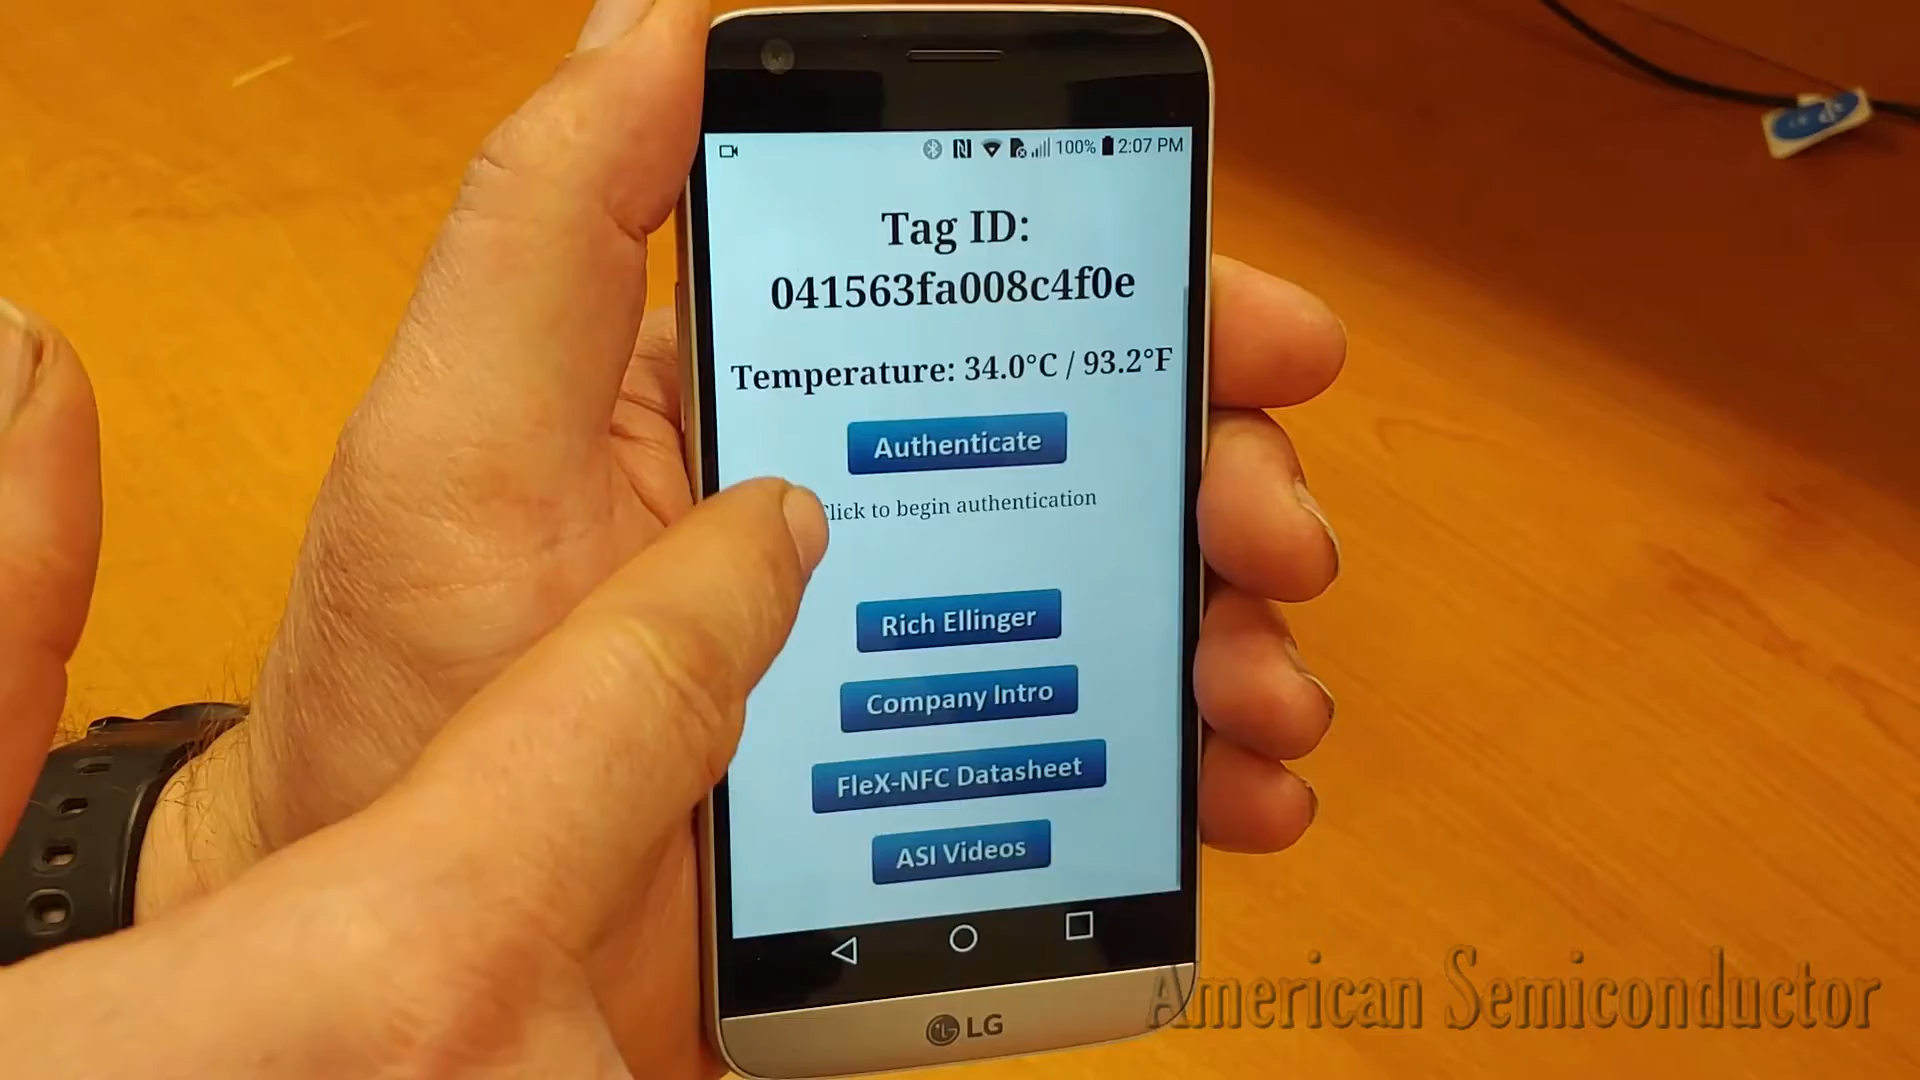 100% 2:07 PM
Tag ID:
041563fa008c4f0e
Temperature: 34.0°C / 93.2°F
Authenticate
Click to begin authentication
Rich Ellinger
Company Intro
FleX-NFC Datasheet
ASI Videos
LG
American Semiconductor